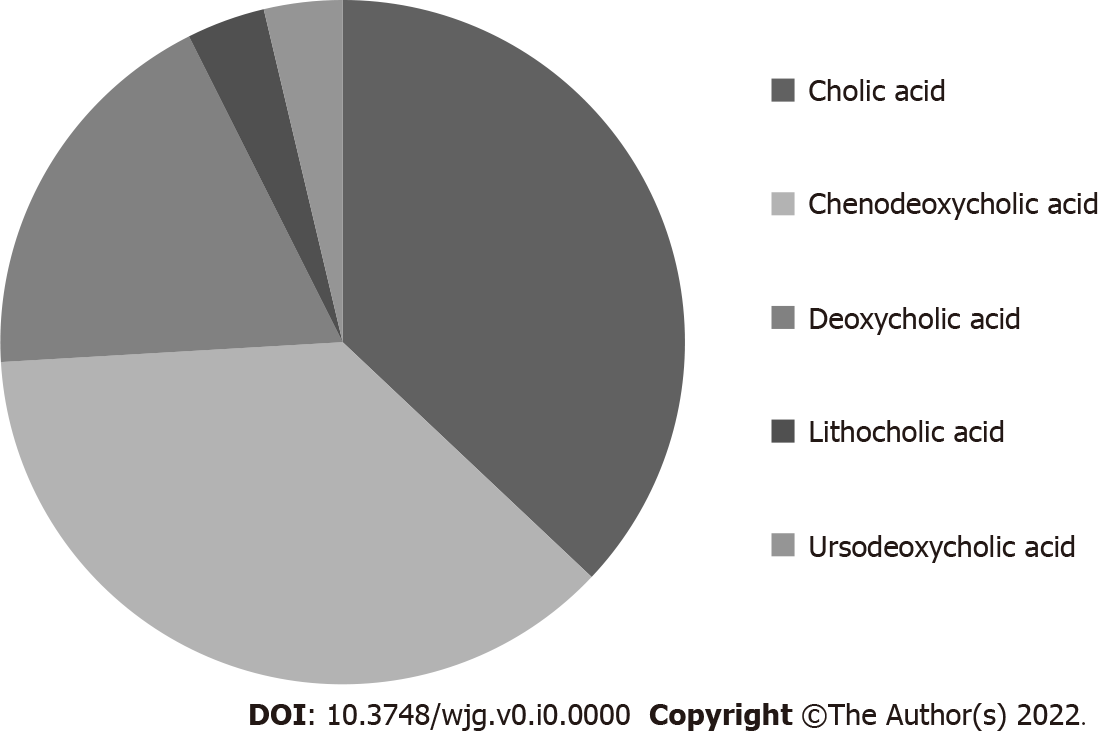 Cholic acid
Chenodeoxycholic acid
Deoxycholic acid
Lithocholic acid
Ursodeoxycholic acid
DOI: 10.3748/wjg.v0.i0.0000 Copyright ©The Author(s) 2022.